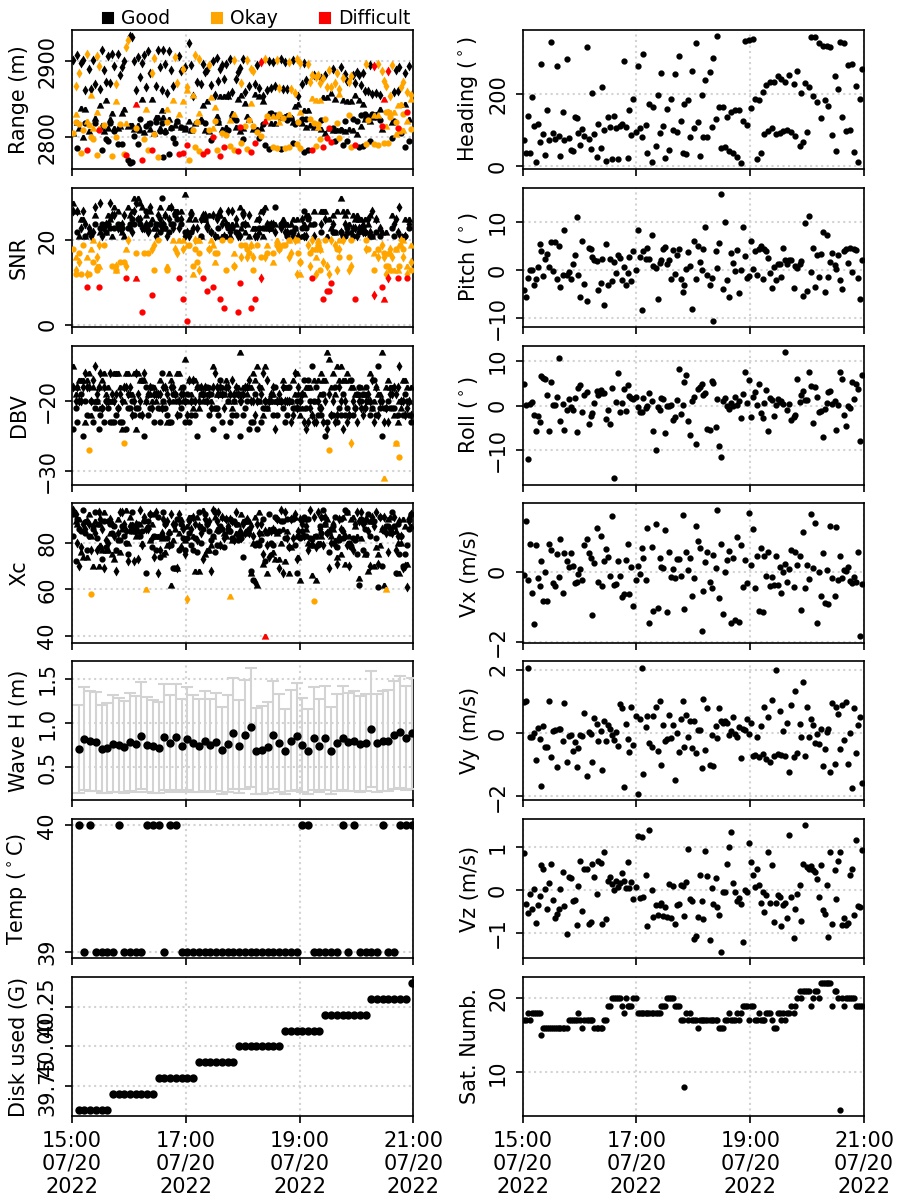 Good Okay Difficult
Range (m) 2900 2800
Heading (°) 200 0
SNR 20 0
Pitch (°) 10 0 −10
DBV −20 −30
Roll (°) 10 0 −10
Xc 80 60 40
Vx (m/s) 0 −2
Wave H (m) 1.5 1.0 0.5
Vy (m/s) 2 0 −2
Temp (°C) 40 39
Vz (m/s) 1 0 −1
Disk used (G) 40.25 40.00 39.75
Sat. Numb. 20 10
15:00 17:00 19:00 21:00 15:00 17:00 19:00 21:00
07/20 07/20 07/20 07/20 07/20 07/20 07/20 07/20
2022 2022 2022 2022 2022 2022 2022 2022